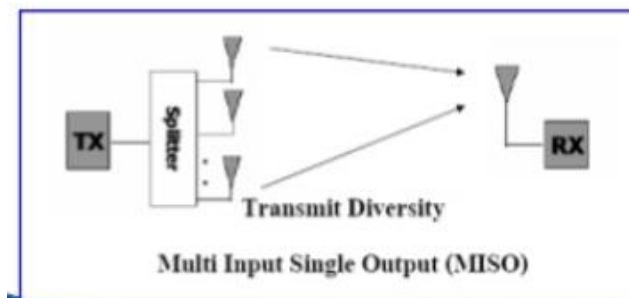 TX
Splitter
RX
Transmit Diversity
Multi Input Single Output (MISO)